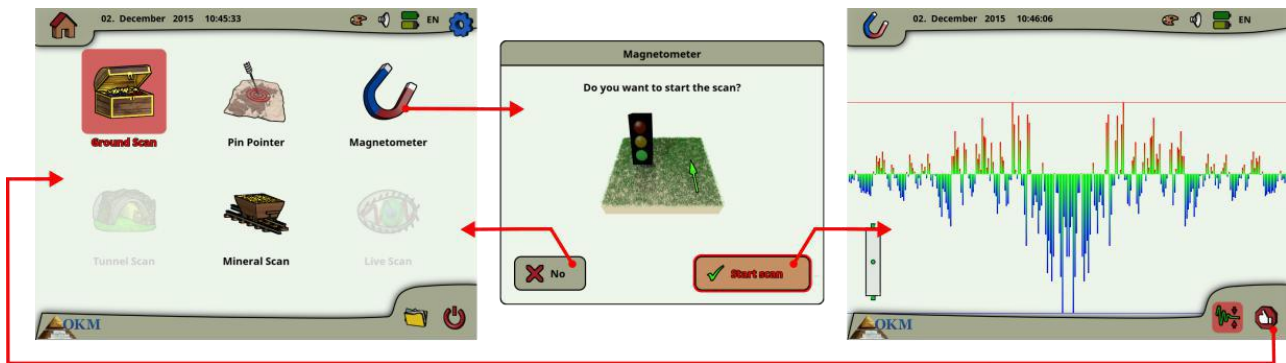 02. December 2015 10:45:33 EN
Ground Scan
Pin Pointer
Magnetometer
Tunnel Scan
Mineral Scan
Live Scan
OKM
Magnetometer
Do you want to start the scan?
No
Start scan
02. December 2015 10:46:06 EN
OKM